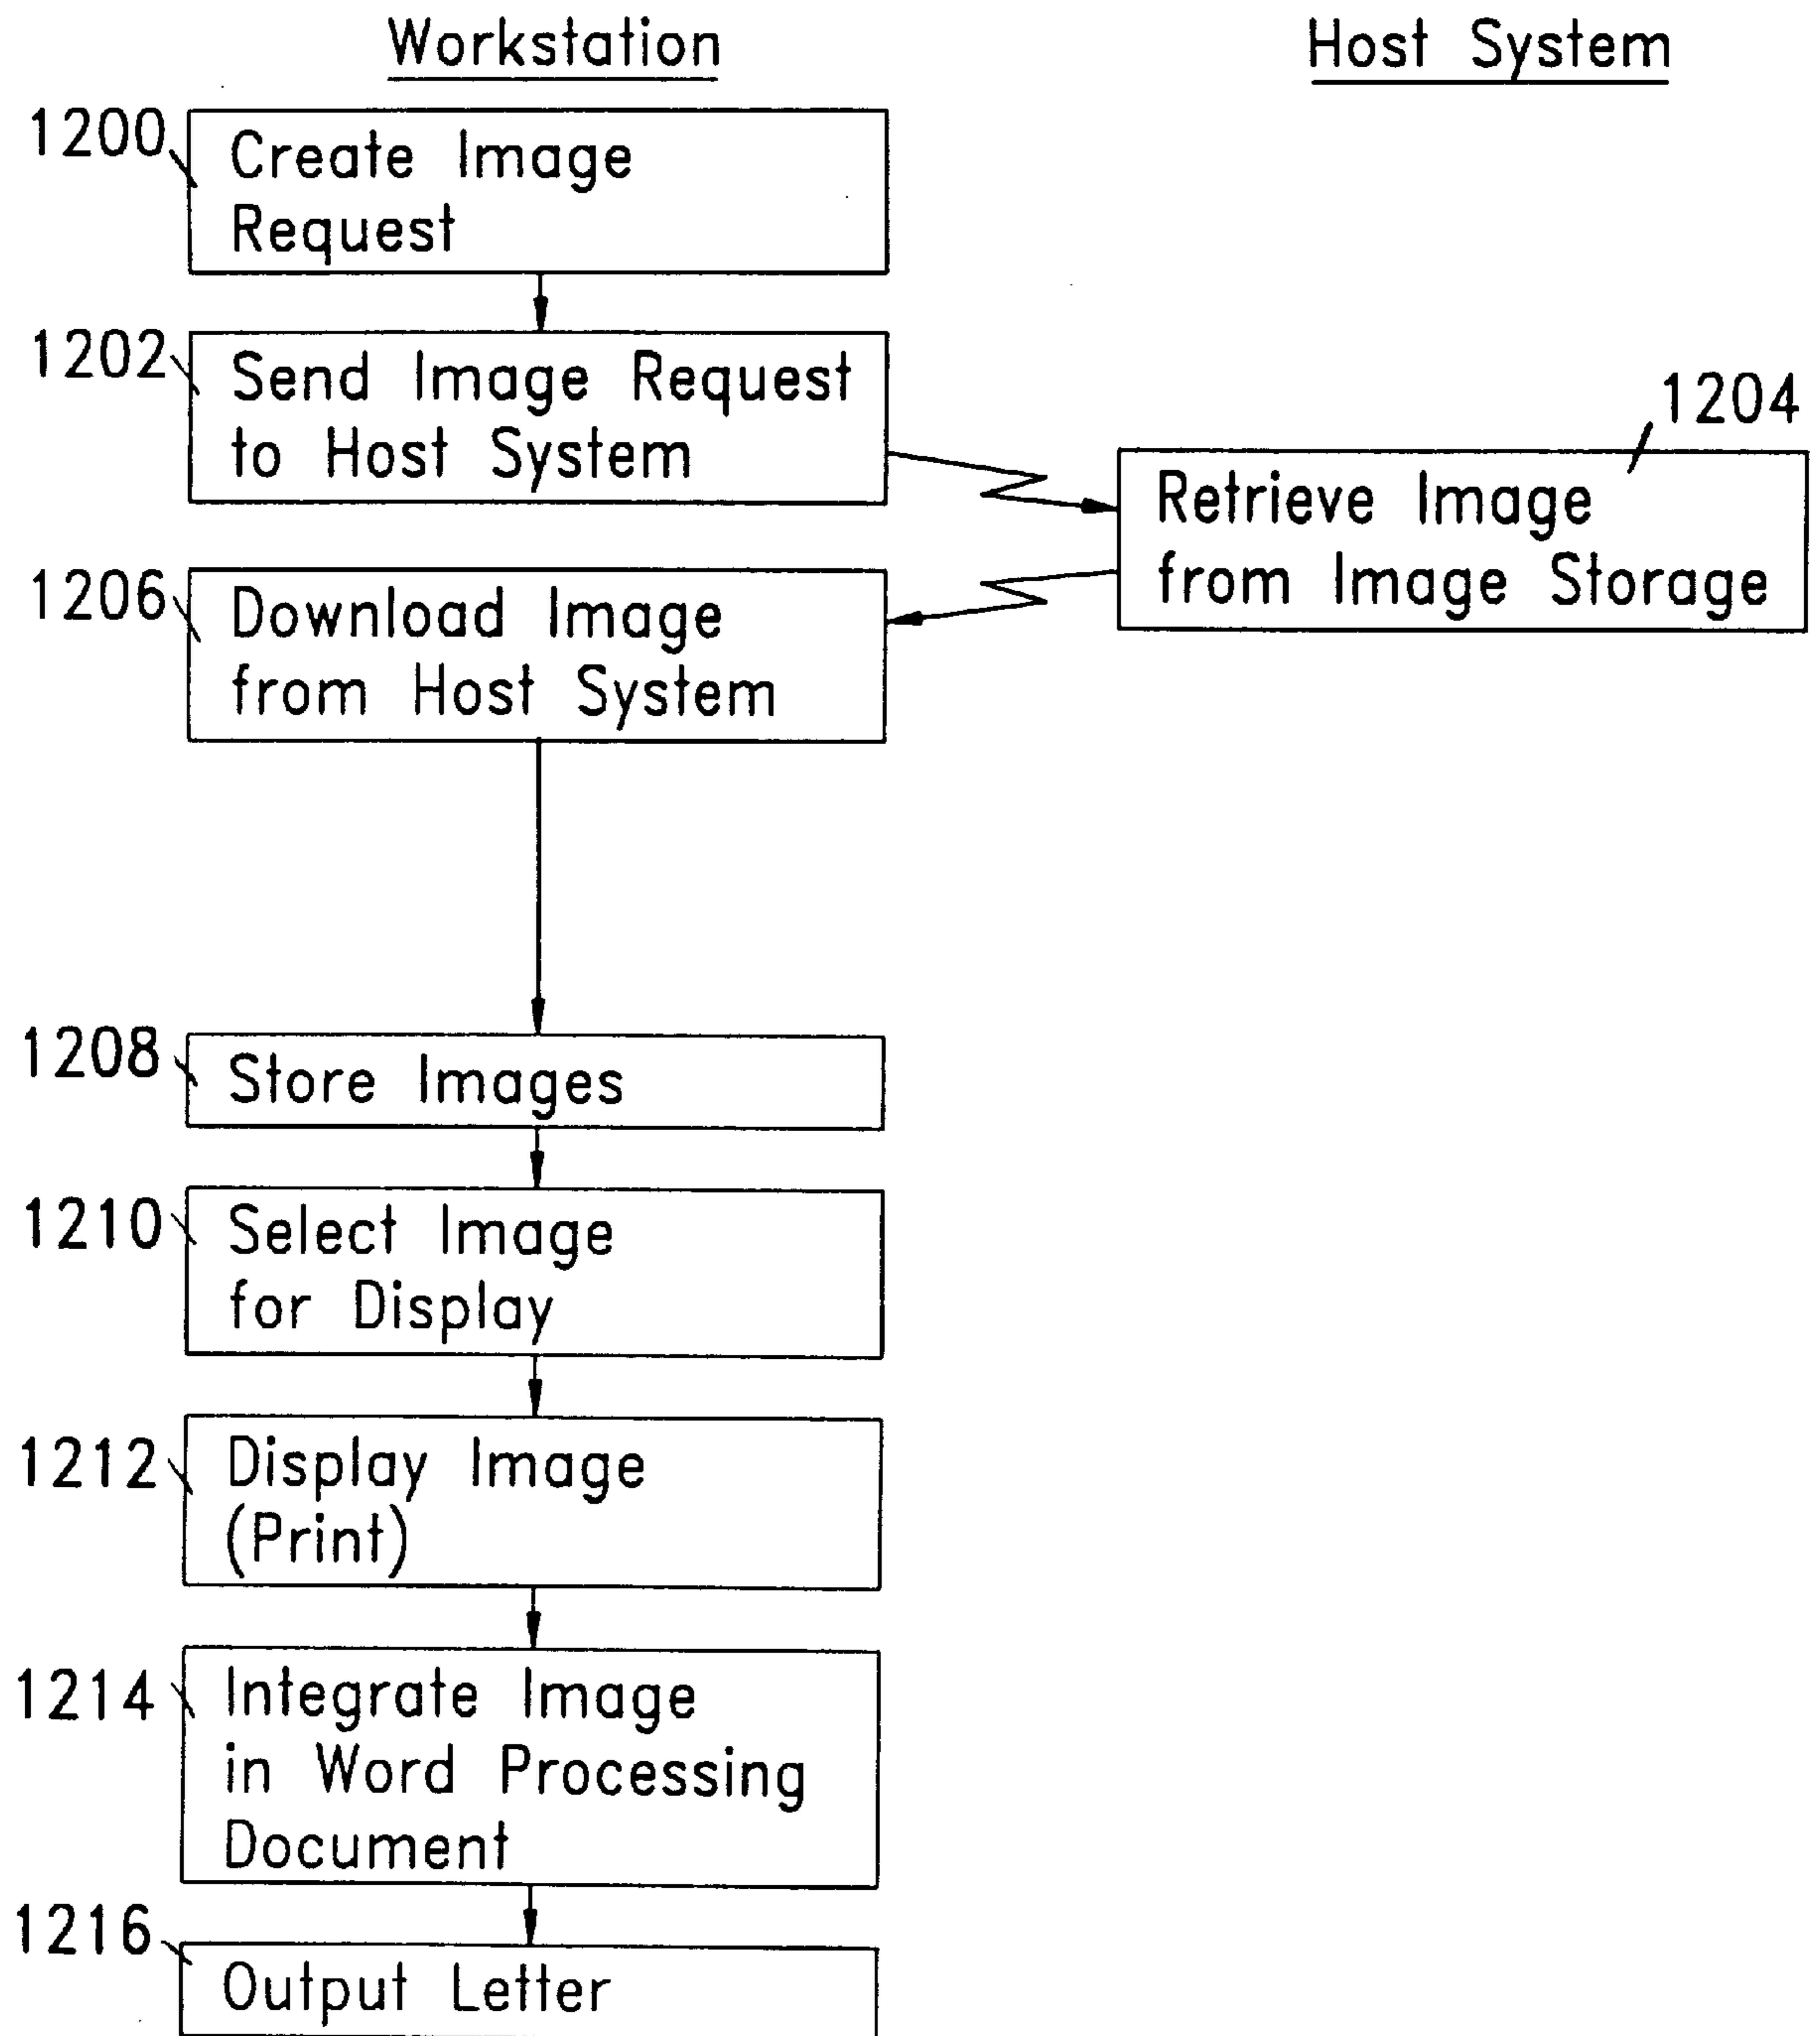 Workstation
Host System
1200
Create Image
Request
1202
Send Image Request
to Host System
1204
Retrieve Image
from Image Storage
1206
Download Image
from Host System
1208
Store Images
1210
Select Image
for Display
1212
Display Image
(Print)
1214
Integrate Image
in Word Processing
Document
1216
Output Letter